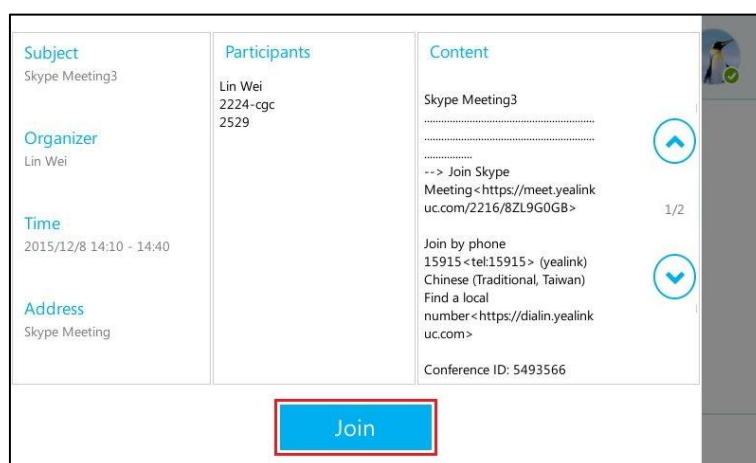 Subject
Skype Meeting3
Organizer
Lin Wei
Time
2015/12/8 14:10 - 14:40
Address
Skype Meeting
Participants
Lin Wei
2224-cgc
2529
Content
Skype Meeting3
.............................................................
.............................................................
.................
--> Join Skype
Meeting<https://meet.yealink
uc.com/2216/8ZL9G0GB>
Join by phone
15915<tel:15915> (yealink)
Chinese (Traditional, Taiwan)
Find a local
number<https://dialin.yealink
uc.com>
Conference ID: 5493566
1/2
Join